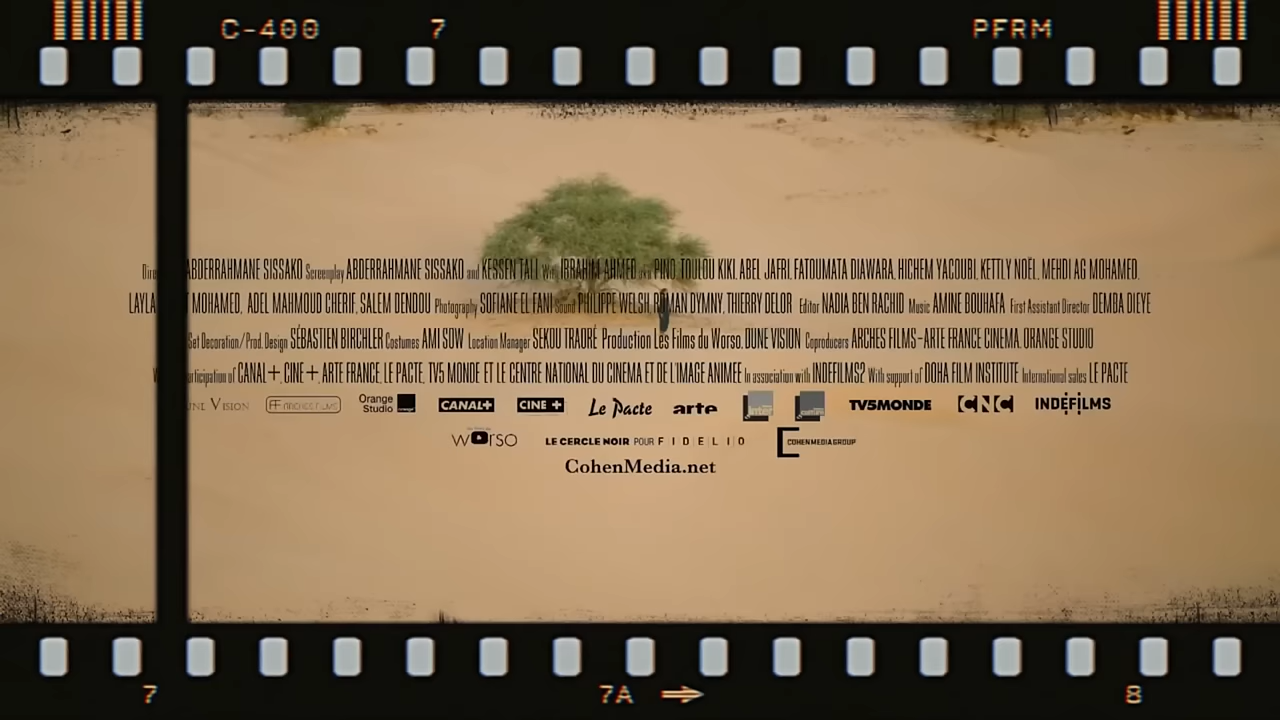 C-400 7 PFRM
ABDERRAHMANE SISSAKO Screenplay ABDERRAHMANE SISSAKO and KESSEN TALL With IBRAHIM AHMED aka PINO, TOULOU KIKI, ABEL JAFRI, FATOUMATA DIAWARA, HICHEM YACOUBI, KETTLY NOËL, MEHDI AG MOHAMED,
LAYLA MOHAMED, ADEL MAHMOUD CHERIF, SALEM DENDOU Photography SOFIANE EL FANI Sound PHILIPPE WELSH, ROMAN DYMNY, THIERRY DELOR Editor NADIA BEN RACHID Music AMINE BOUHAFA First Assistant Director DEMBA DIEYE
Set Decoration/Prod. Design SÉBASTIEN BIRCHLER Costumes AMI SOW Location Manager SEKOU TRAORÉ Production Les Films du Worso, DUNE VISION Coproducers ARCHES FILMS-ARTE FRANCE CINEMA, ORANGE STUDIO
of CANAL+, CINE+, ARTE FRANCE, LE PACTE, TV5 MONDE ET LE CENTRE NATIONAL DU CINEMA ET DE L'IMAGE ANIMEE In association with INDEFILMS2 With support of DOHA FILM INSTITUTE International sales LE PACTE
VISION ARCHES FILMS Orange Studio CANAL+ CINE+ Le Pacte arte inter culture TV5MONDE CNC INDÉFILMS
worso LE CERCLE NOIR POUR FIDELIO COHEN MEDIA GROUP
CohenMedia.net
7 7A → 8